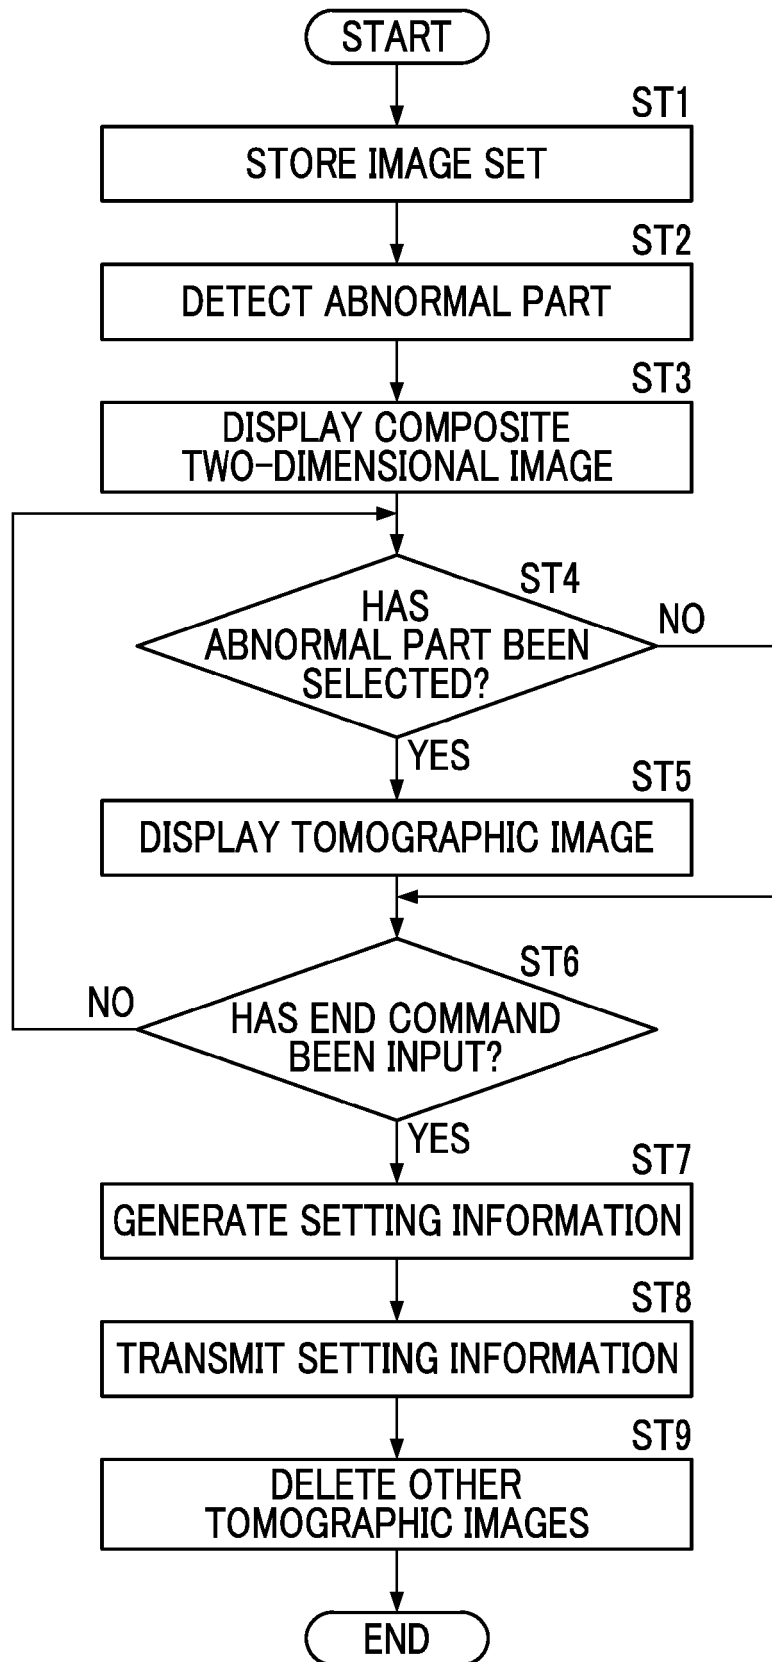 START
ST1
STORE IMAGE SET
ST2
DETECT ABNORMAL PART
ST3
DISPLAY COMPOSITE
TWO-DIMENSIONAL IMAGE
ST4
HAS
ABNORMAL PART BEEN
SELECTED?
NO
YES
ST5
DISPLAY TOMOGRAPHIC IMAGE
ST6
HAS END COMMAND
BEEN INPUT?
NO
YES
ST7
GENERATE SETTING INFORMATION
ST8
TRANSMIT SETTING INFORMATION
ST9
DELETE OTHER
TOMOGRAPHIC IMAGES
END